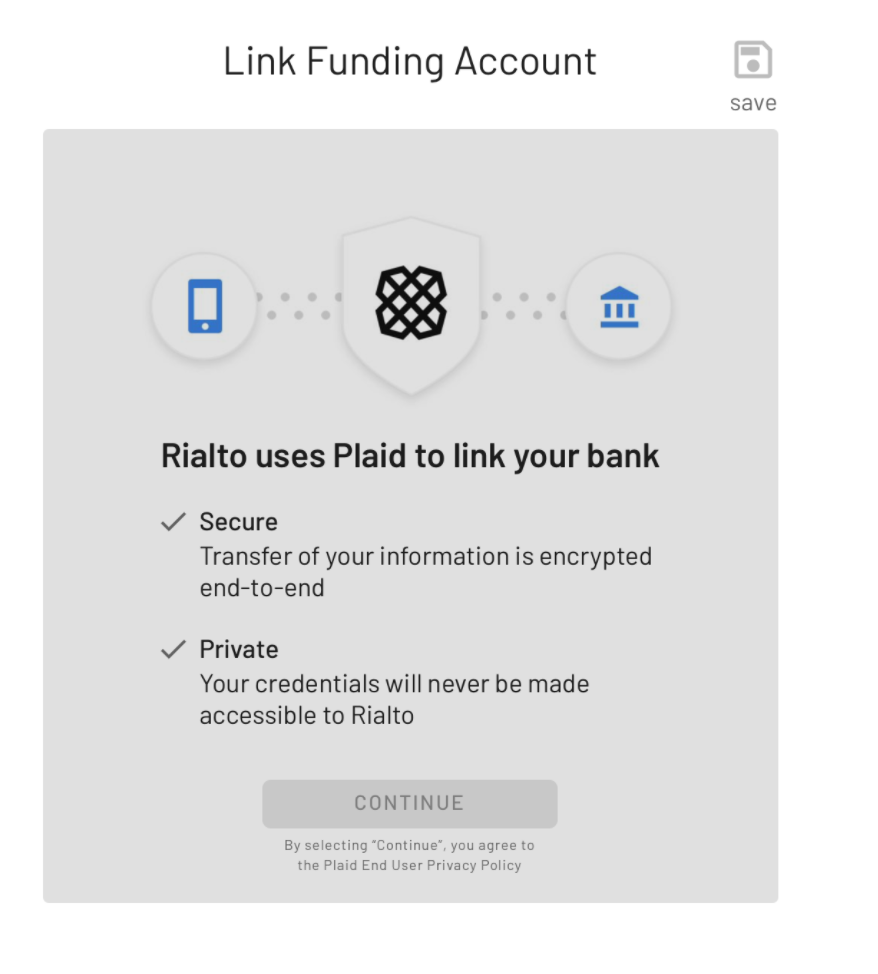 Link Funding Account
save
Rialto uses Plaid to link your bank
Secure
Transfer of your information is encrypted
end-to-end
Private
Your credentials will never be made
accessible to Rialto
CONTINUE
By selecting “Continue”, you agree to
the Plaid End User Privacy Policy